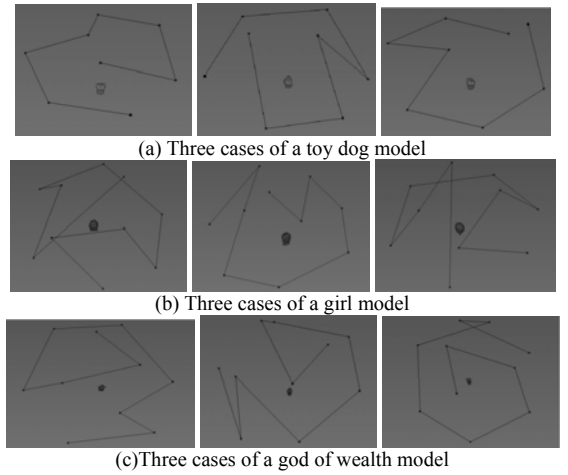 (a) Three cases of a toy dog model
(b) Three cases of a girl model
(c)Three cases of a god of wealth model